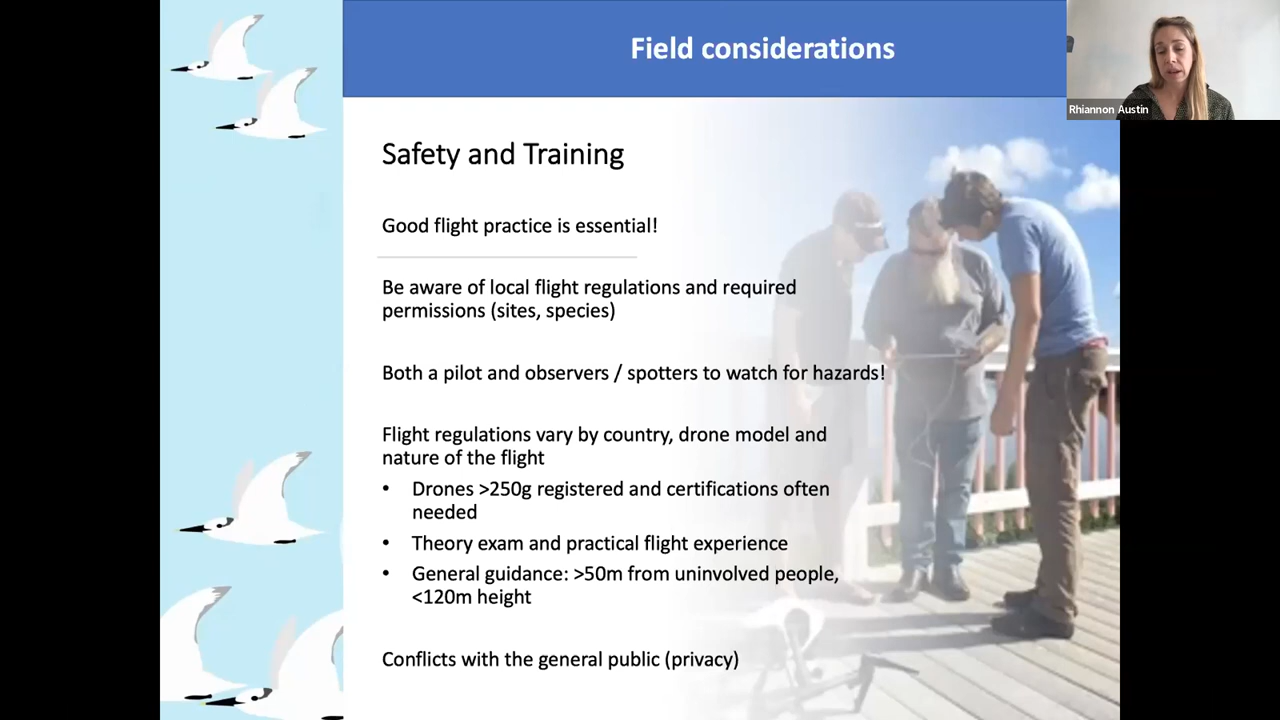 Field considerations
Rhiannon Austin
Safety and Training
Good flight practice is essential!
Be aware of local flight regulations and required
permissions (sites, species)
Both a pilot and observers / spotters to watch for hazards!
Flight regulations vary by country, drone model and
nature of the flight
• Drones >250g registered and certifications often
needed
• Theory exam and practical flight experience
• General guidance: >50m from uninvolved people,
<120m height
Conflicts with the general public (privacy)